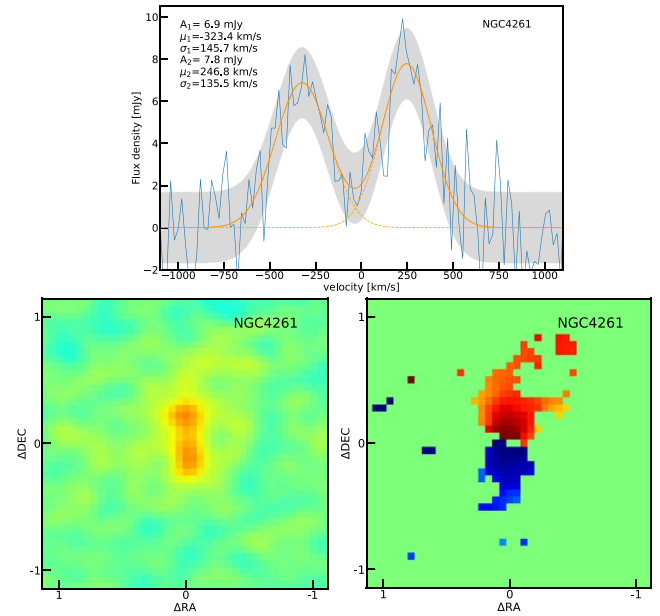 A1= 6.9 mJy
μ1=-323.4 km/s
σ1=145.7 km/s
A2= 7.8 mJy
μ2=246.8 km/s
σ2=135.5 km/s
NGC4261
Flux density [mJy]
10
8
6
4
2
0
−2
−1000 −750 −500 −250 0 250 500 750 1000
velocity [km/s]
NGC4261
ΔDEC
1
0
-1
1 0 -1
ΔRA
NGC4261
ΔDEC
1
0
-1
1 0 -1
ΔRA